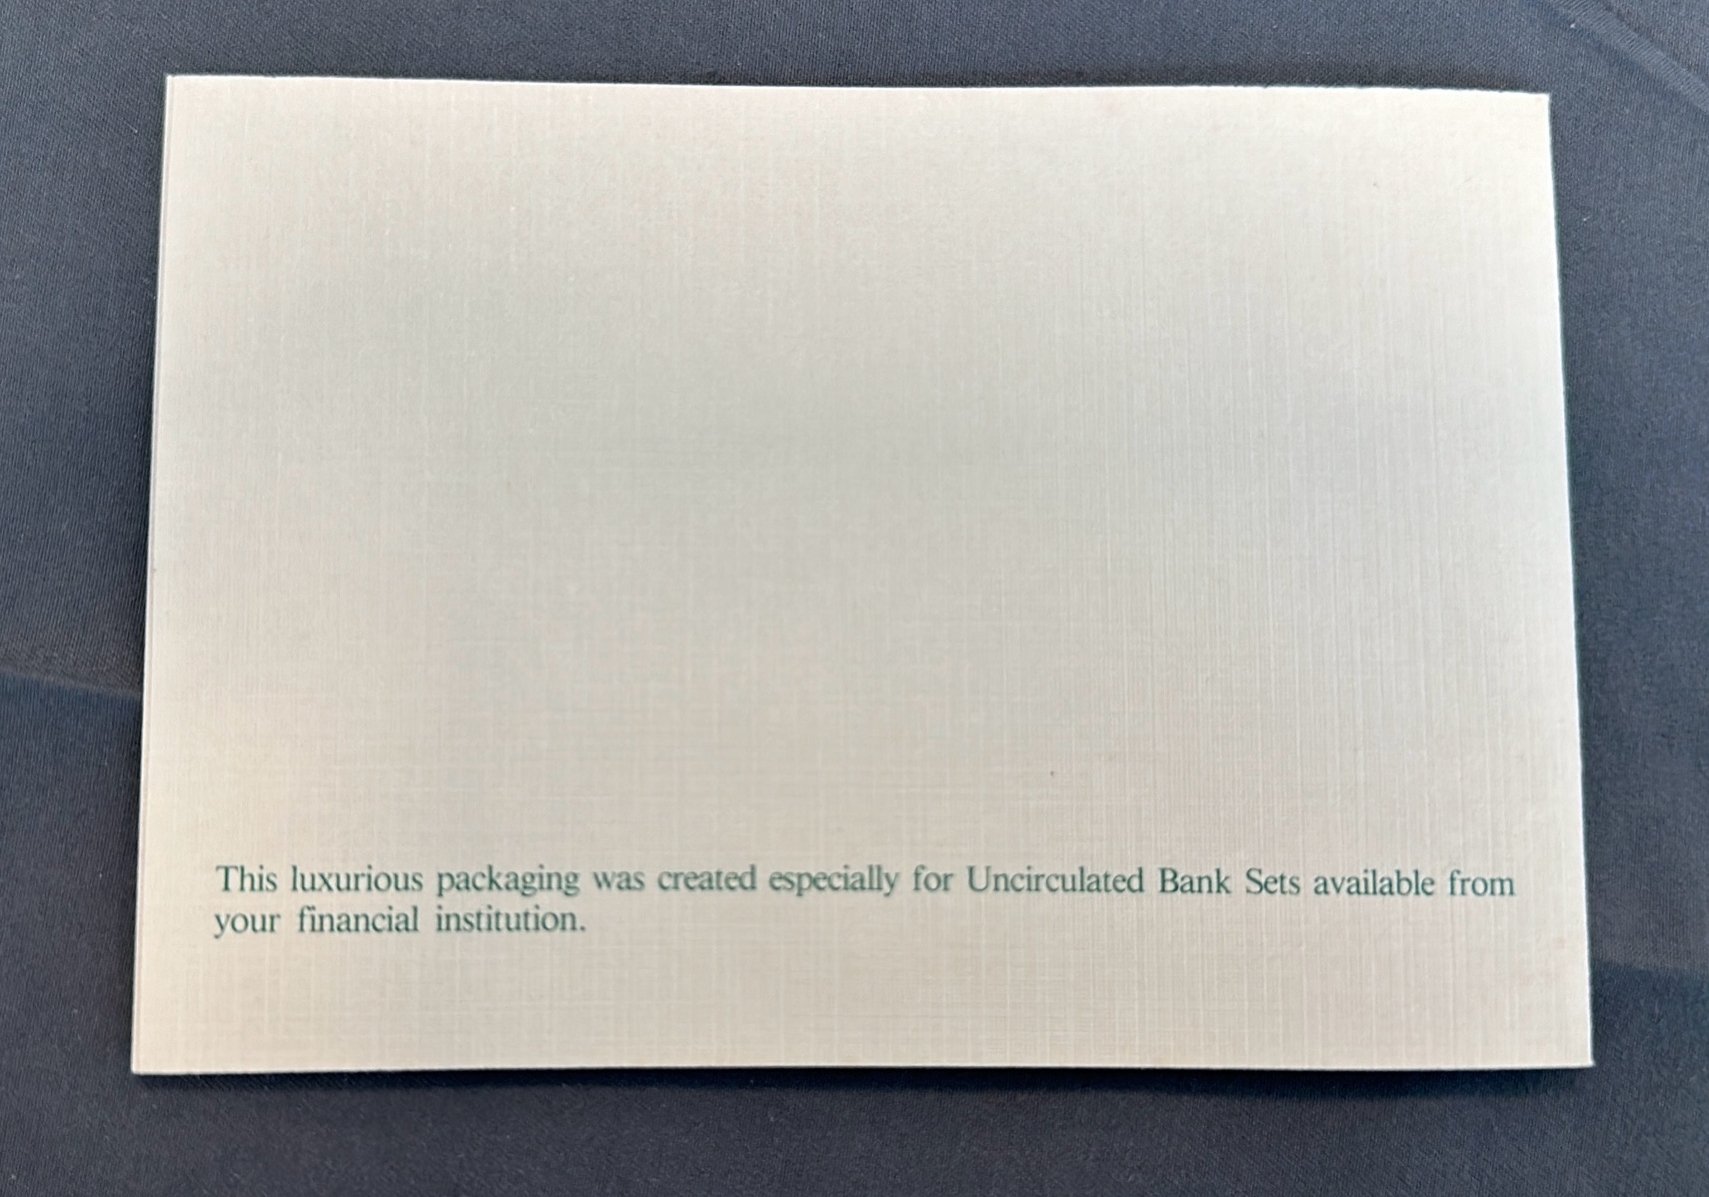 This luxurious packaging was created especially for Uncirculated Bank Sets available from
your financial institution.